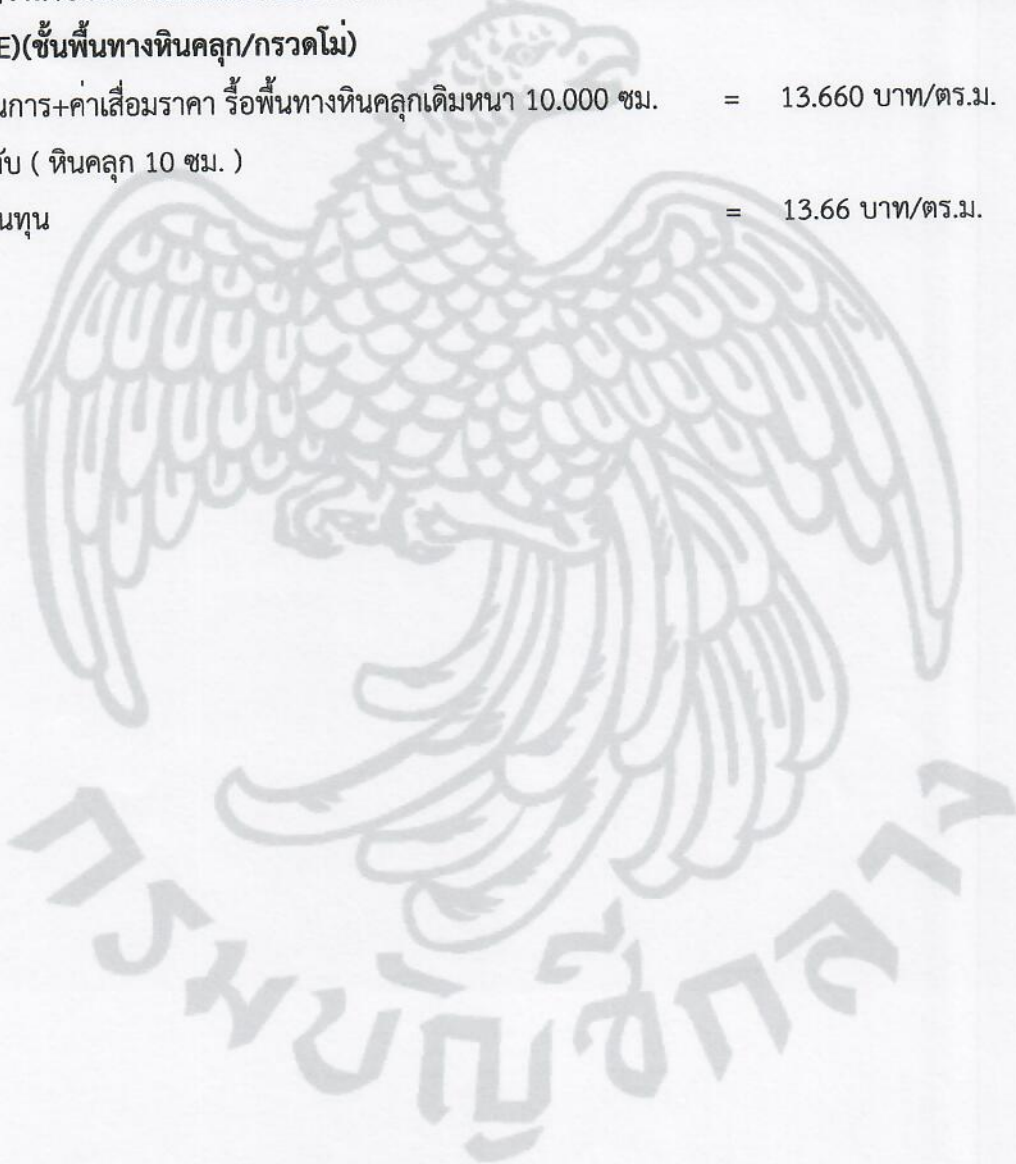 E)(ชั้นพื้นทางหินคลุก/กรวดโม่)
นการ+ค่าเสื่อมราคา รื้อพื้นทางหินคลุกเดิมหนา 10.000 ซม. = 13.660 บาท/ตร.ม.
( หินคลุก 10 ซม. )
นทุน = 13.66 บาท/ตร.ม.
กรมบัญชีกลาง